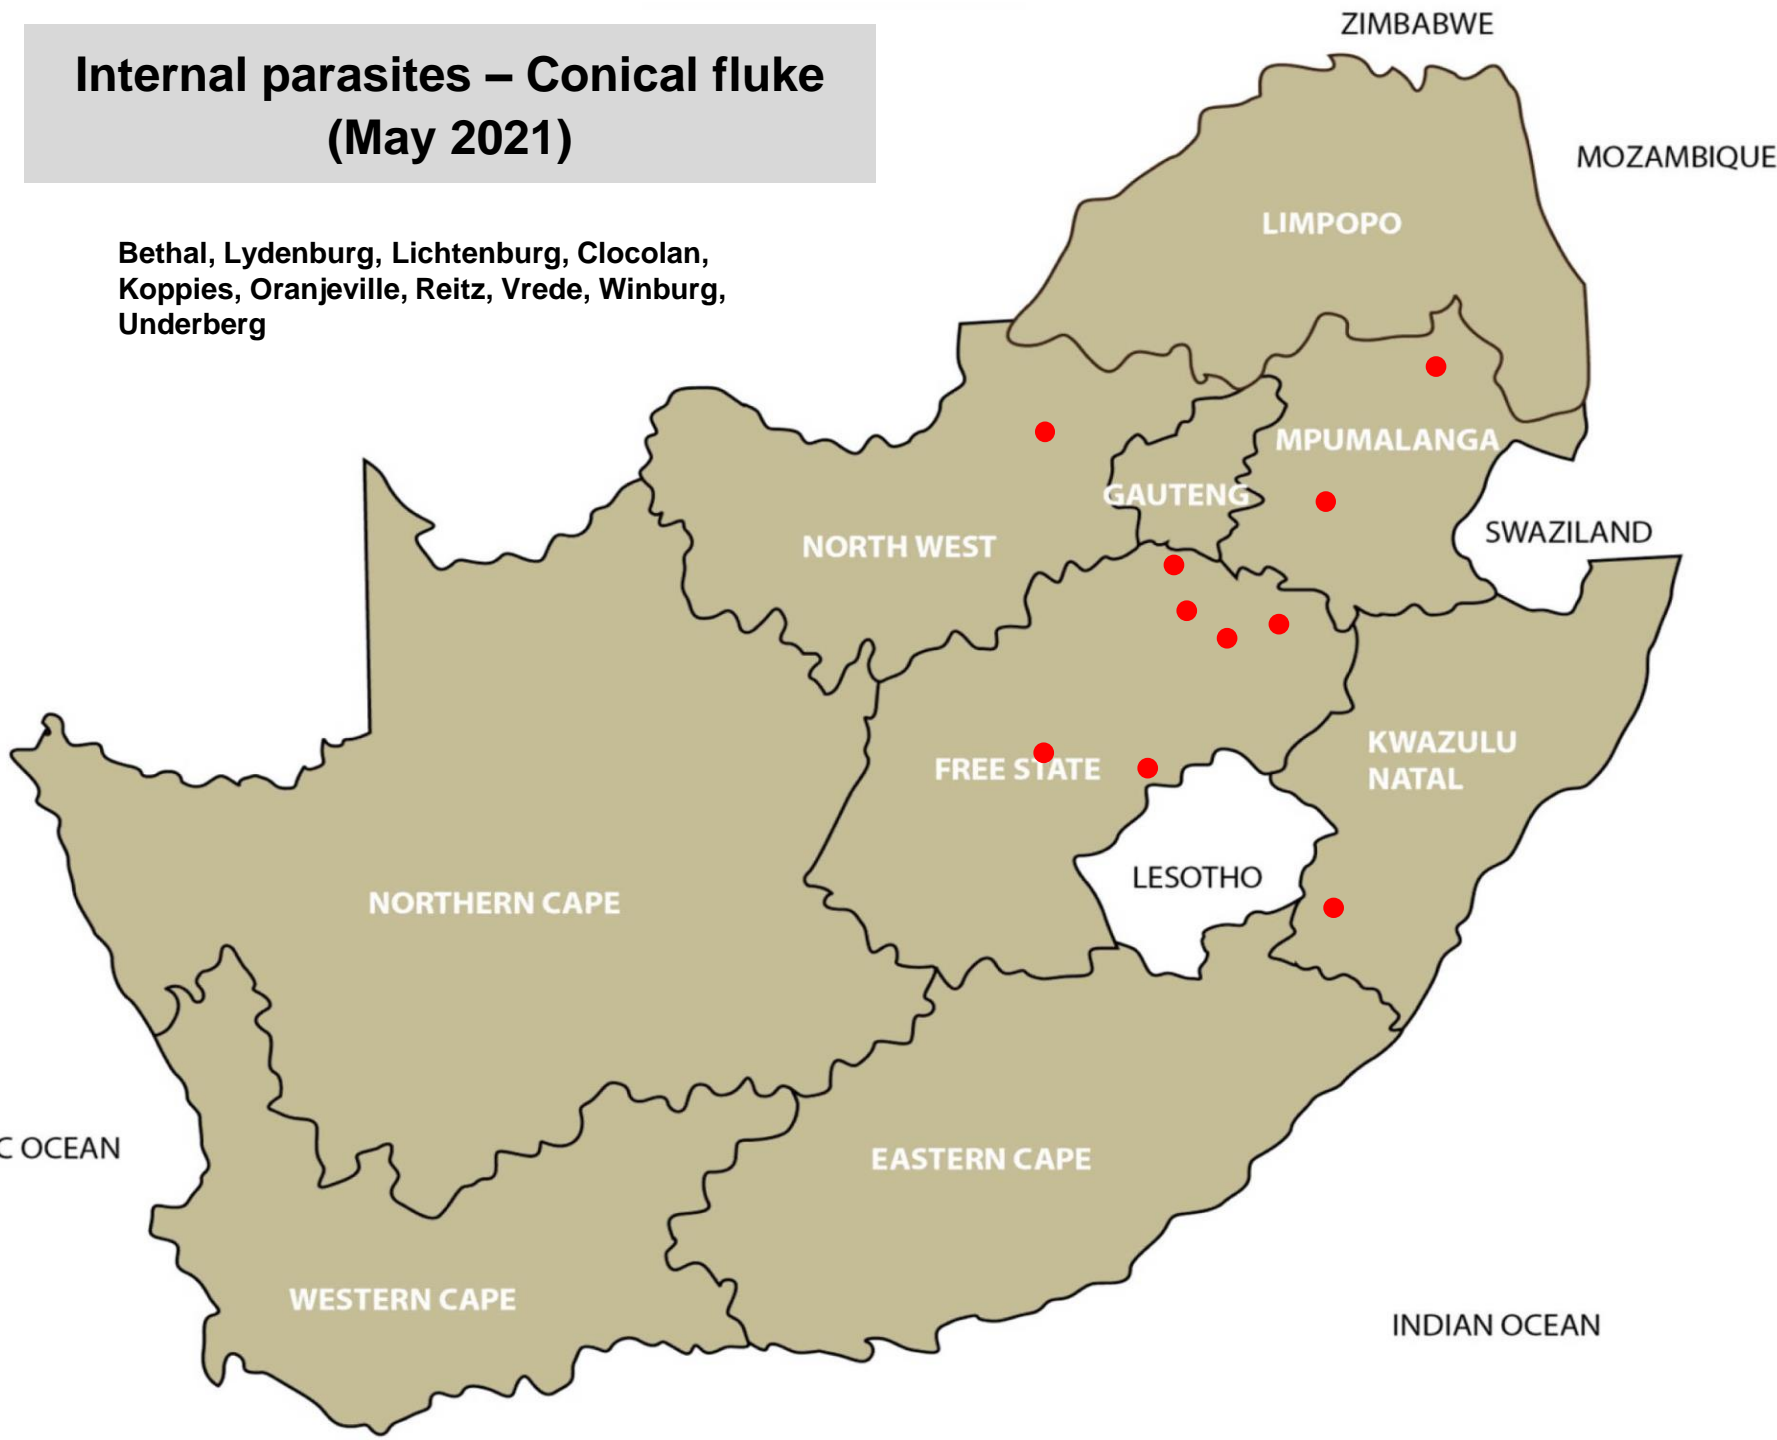 Internal parasites – Conical fluke
(May 2021)
Bethal, Lydenburg, Lichtenburg, Clocolan,
Koppies, Oranjeville, Reitz, Vrede, Winburg,
Underberg
ZIMBABWE
MOZAMBIQUE
LIMPOPO
MPUMALANGA
GAUTENG
NORTH WEST
SWAZILAND
KWAZULU
NATAL
FREE STATE
LESOTHO
NORTHERN CAPE
C OCEAN
EASTERN CAPE
WESTERN CAPE
INDIAN OCEAN